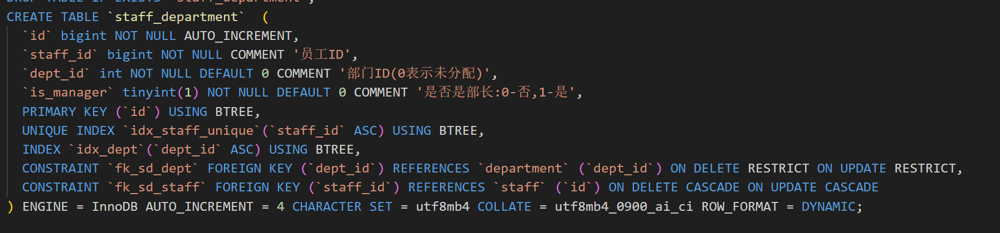 DROP TABLE IF EXISTS `staff_department`;
CREATE TABLE `staff_department`  (
  `id` bigint NOT NULL AUTO_INCREMENT,
  `staff_id` bigint NOT NULL COMMENT '员工ID',
  `dept_id` int NOT NULL DEFAULT 0 COMMENT '部门ID(0表示未分配)',
  `is_manager` tinyint(1) NOT NULL DEFAULT 0 COMMENT '是否是部长:0-否,1-是',
  PRIMARY KEY (`id`) USING BTREE,
  UNIQUE INDEX `idx_staff_unique`(`staff_id` ASC) USING BTREE,
  INDEX `idx_dept`(`dept_id` ASC) USING BTREE,
  CONSTRAINT `fk_sd_dept` FOREIGN KEY (`dept_id`) REFERENCES `department` (`dept_id`) ON DELETE RESTRICT ON UPDATE RESTRICT,
  CONSTRAINT `fk_sd_staff` FOREIGN KEY (`staff_id`) REFERENCES `staff` (`id`) ON DELETE CASCADE ON UPDATE CASCADE
) ENGINE = InnoDB AUTO_INCREMENT = 4 CHARACTER SET = utf8mb4 COLLATE = utf8mb4_0900_ai_ci ROW_FORMAT = DYNAMIC;